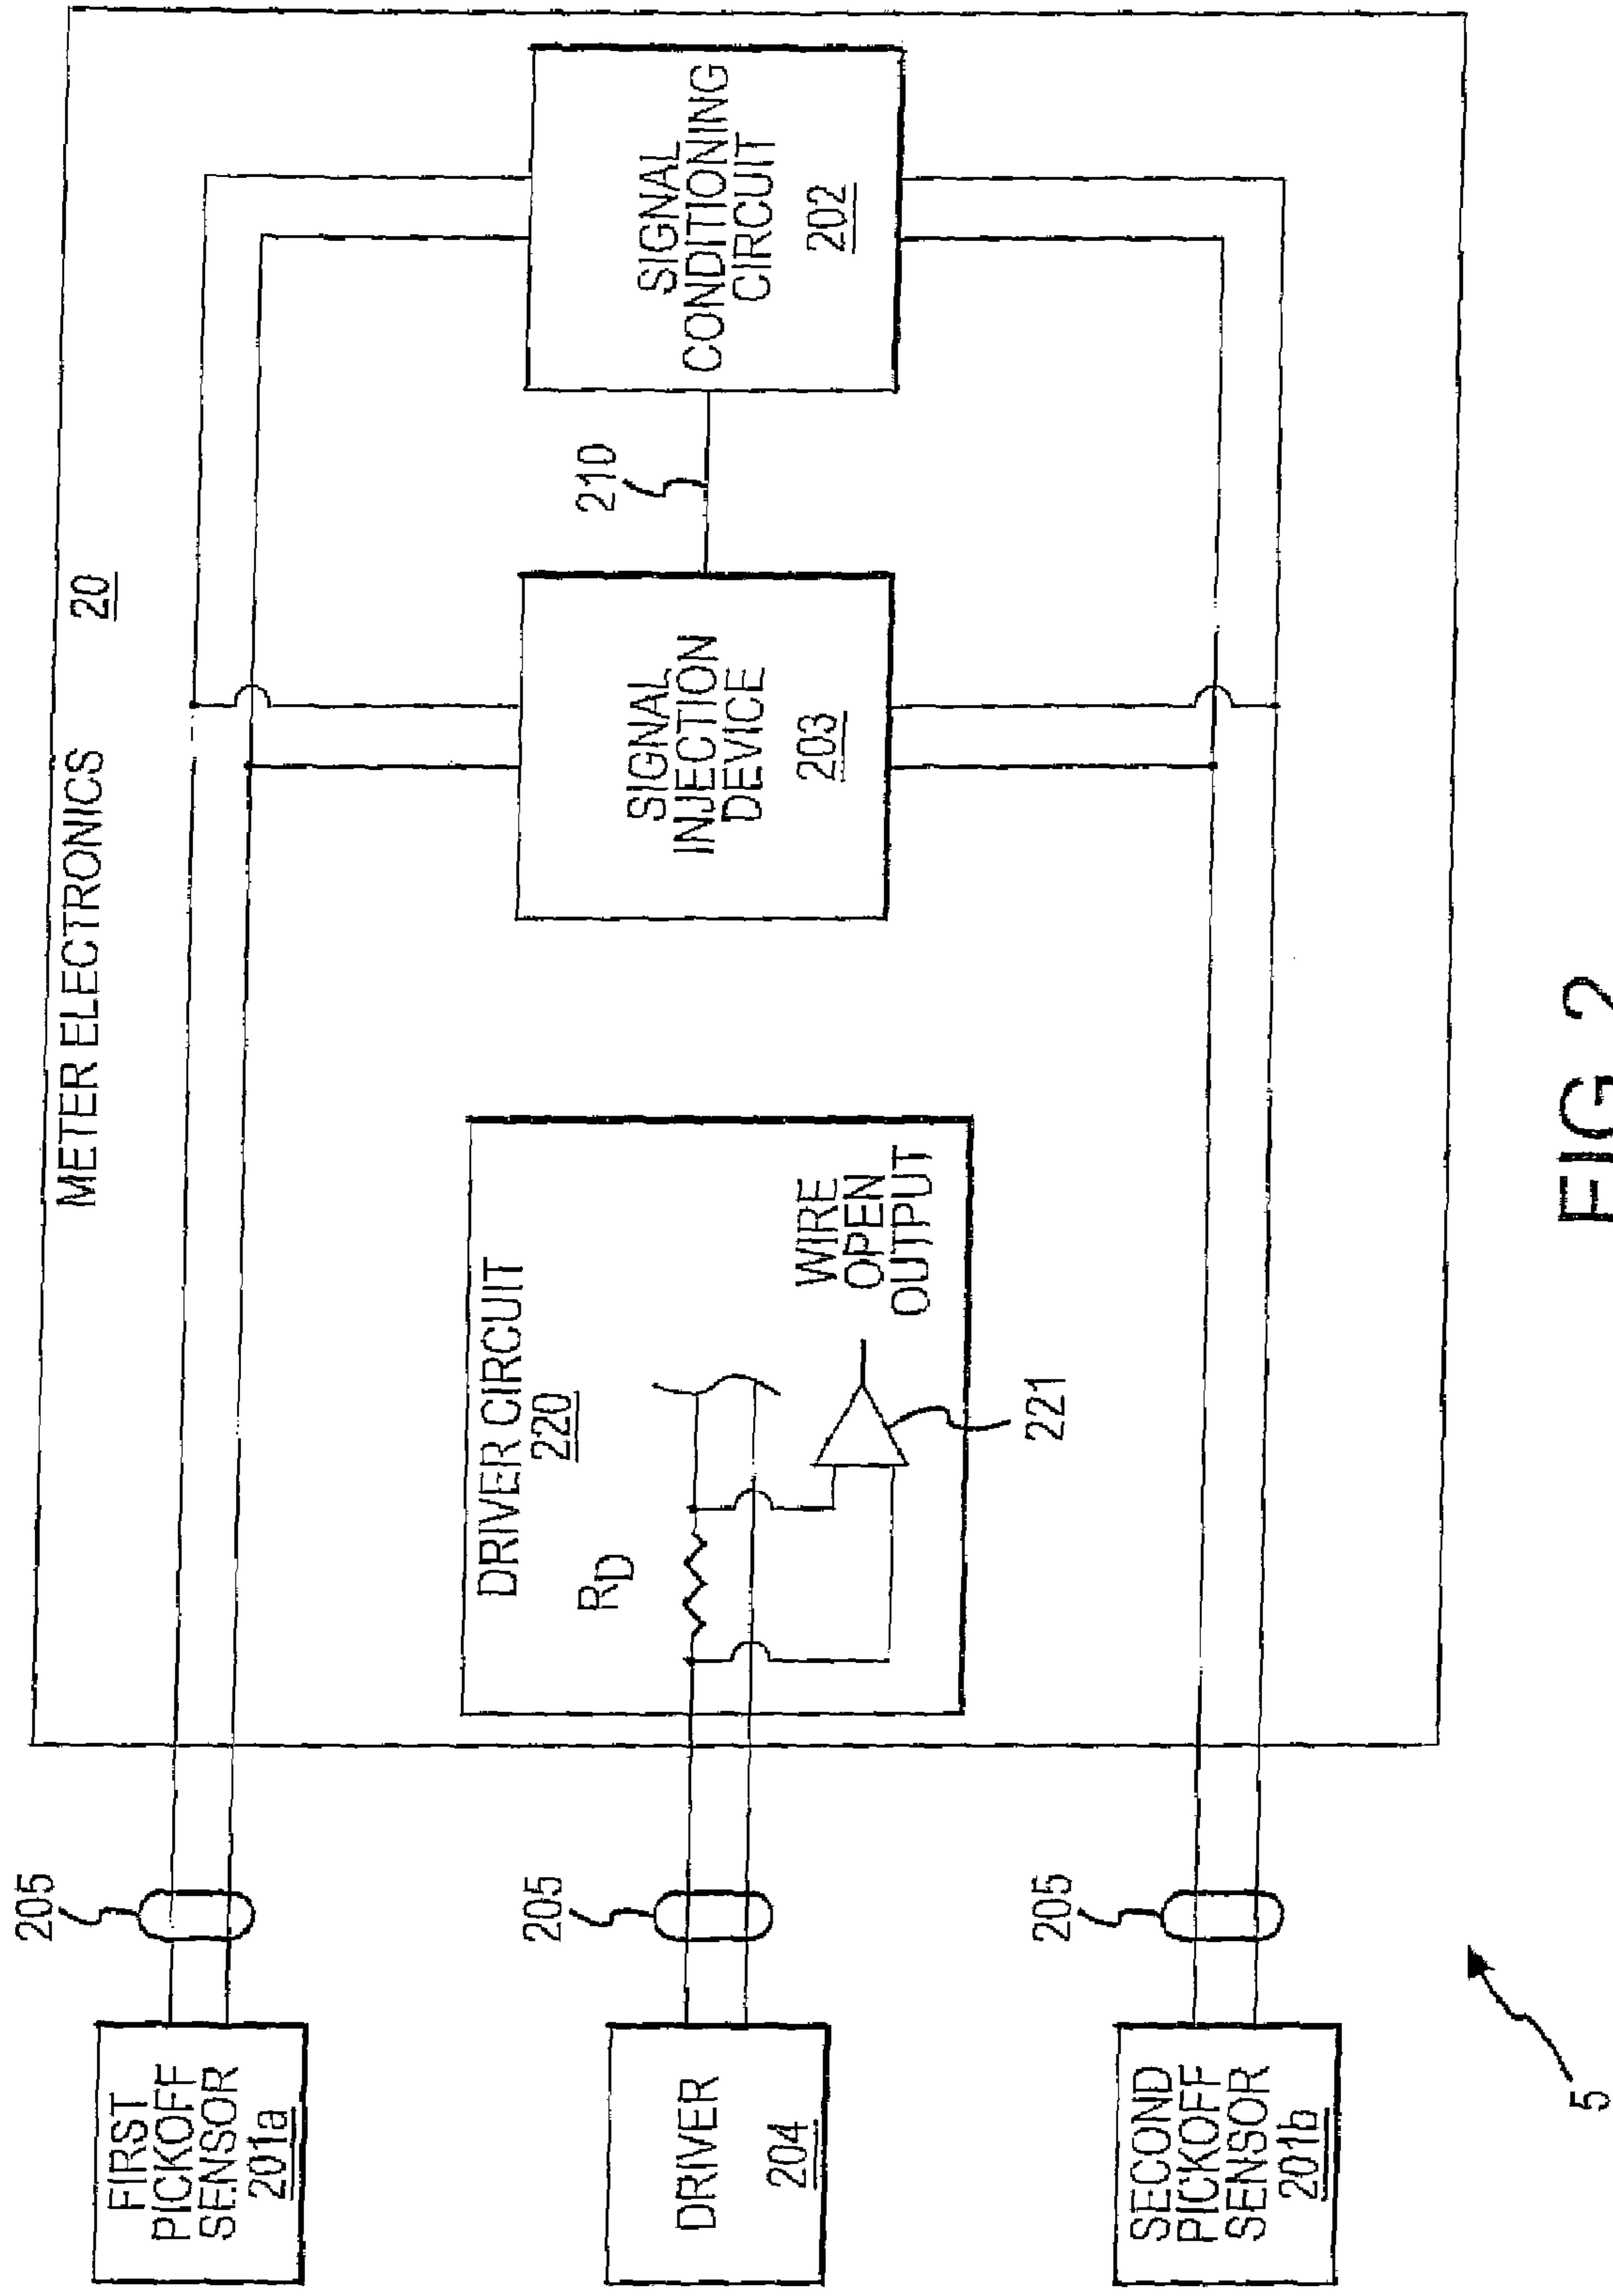 METER ELECTRONICS
20
205
205
205
FIRST
PICKOFF
SENSOR
201a
DRIVER
204
SECOND
PICKOFF
SENSOR
201b
DRIVER CIRCUIT
220
RD
WIRE
OPEN
OUTPUT
221
SIGNAL
INJECTION
DEVICE
203
210
SIGNAL
CONDITIONING
CIRCUIT
202
5
FIG 2